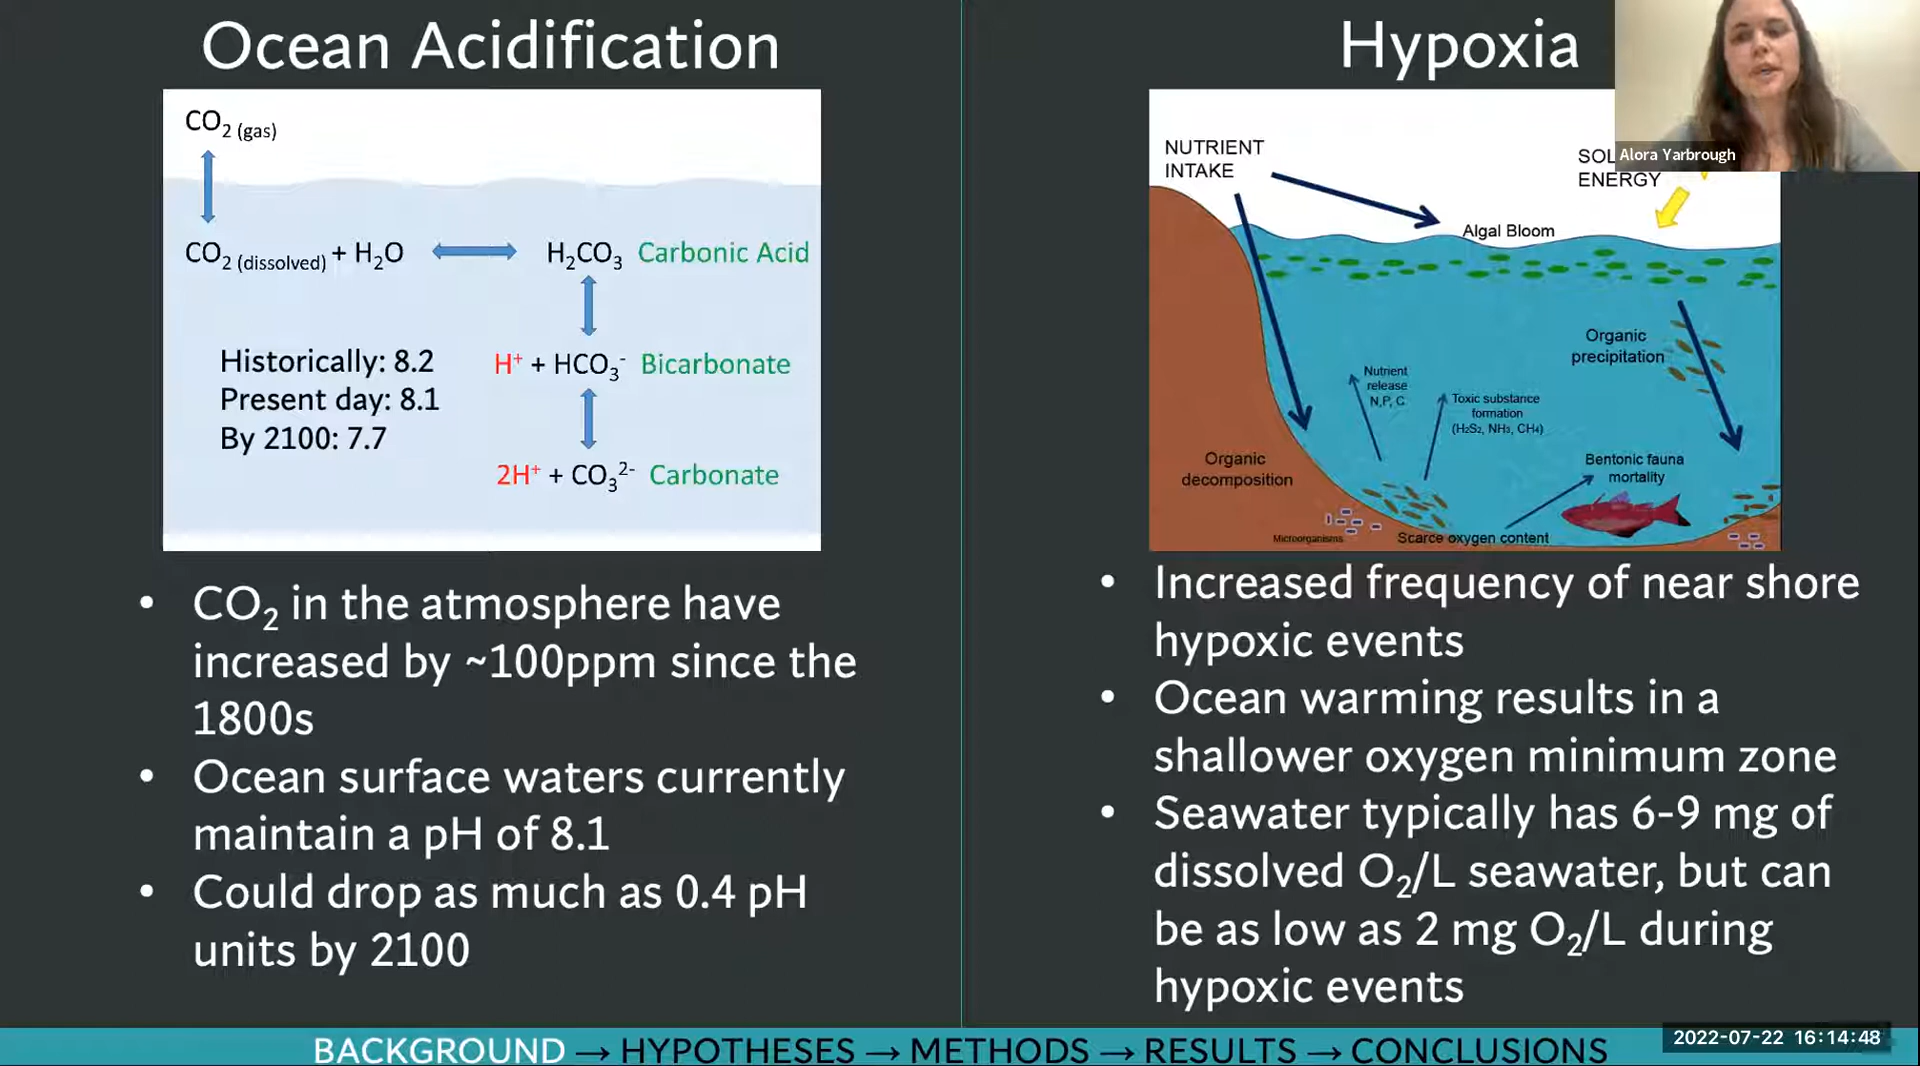 Ocean Acidification
CO2 (gas)
CO2 (dissolved) + H2O
H2CO3 Carbonic Acid
Historically: 8.2
Present day: 8.1
By 2100: 7.7
H+ + HCO3- Bicarbonate
2H+ + CO3 2- Carbonate
• CO2 in the atmosphere have
increased by ~100ppm since the
1800s
• Ocean surface waters currently
maintain a pH of 8.1
• Could drop as much as 0.4 pH
units by 2100
Hypoxia
Alora Yarbrough
NUTRIENT
INTAKE
SOL
ENERGY
Algal Bloom
Organic
precipitation
Nutrient
release
N,P, C
Toxic substance
formation
(H2S2, NH3, CH4)
Organic
decomposition
Bentonic fauna
mortality
Microorganisms
Scarce oxygen content
• Increased frequency of near shore
hypoxic events
• Ocean warming results in a
shallower oxygen minimum zone
• Seawater typically has 6-9 mg of
dissolved O2/L seawater, but can
be as low as 2 mg O2/L during
hypoxic events
BACKGROUND → HYPOTHESES → METHODS → RESULTS → CONCLUSIONS
2022-07-22 16:14:48